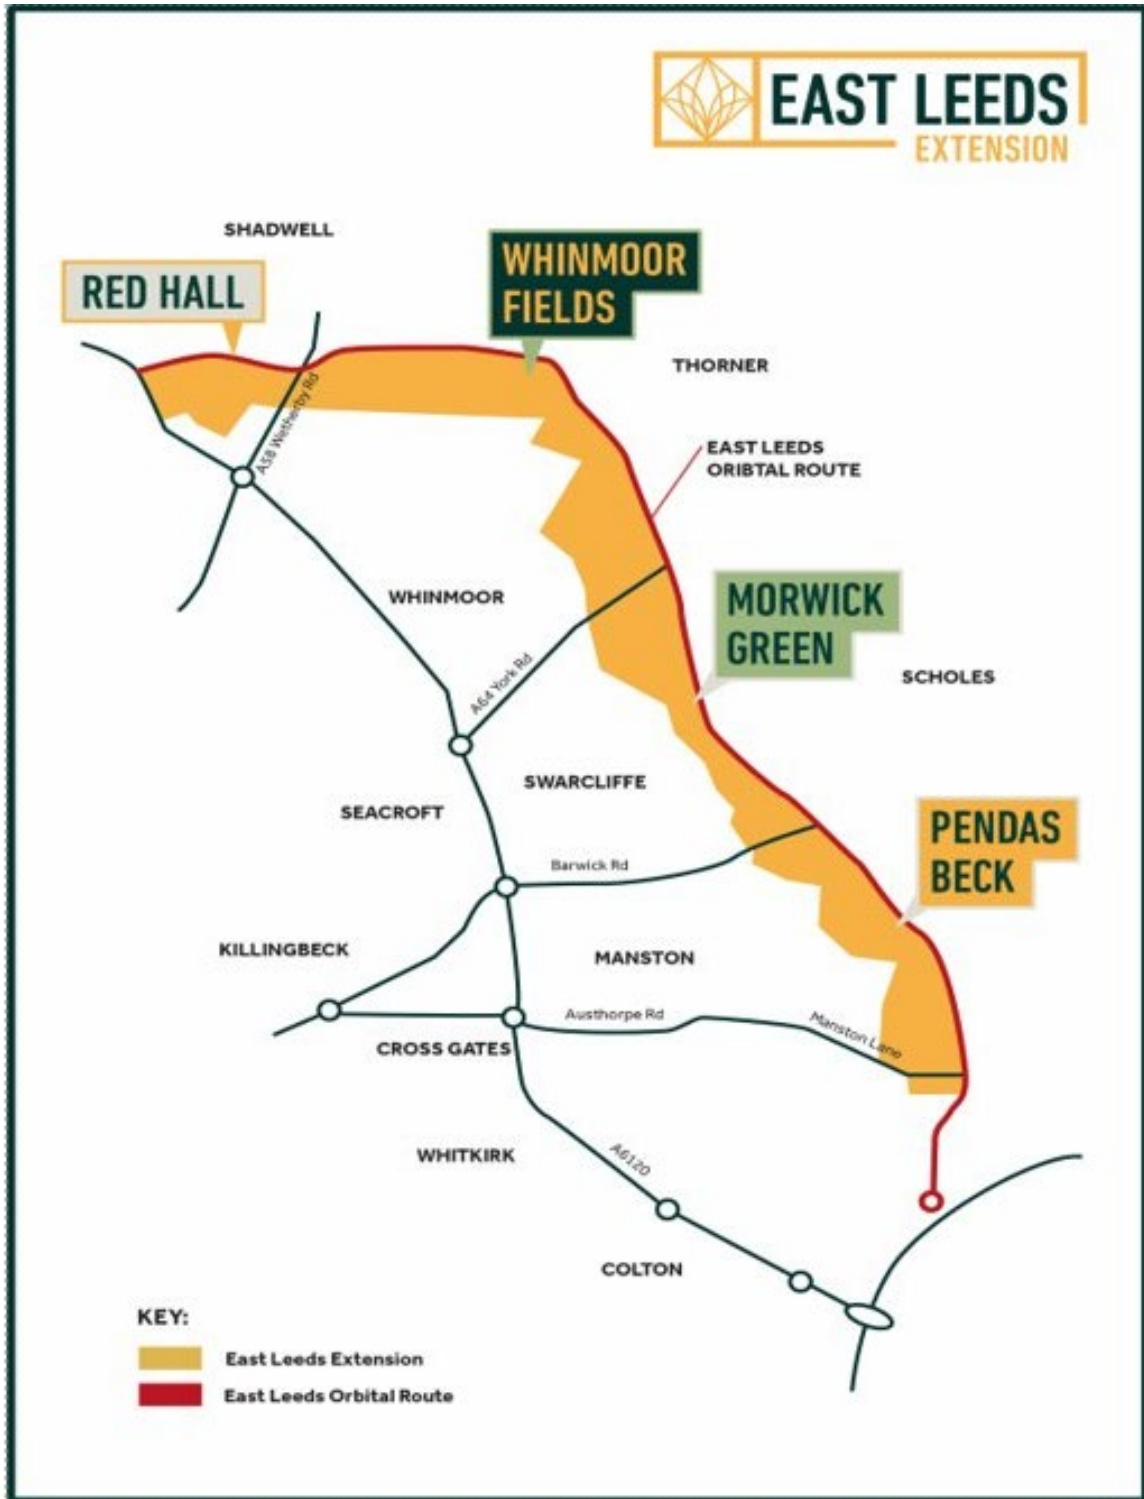 EAST LEEDS
EXTENSION
SHADWELL
RED HALL
WHINMOOR
FIELDS
THORNER
A58 Wetherby Rd
EAST LEEDS
ORIBTAL ROUTE
WHINMOOR
MORWICK
GREEN
A64 York Rd
SCHOLES
SWARCLIFFE
SEACROFT
PENDAS
BECK
Barwick Rd
KILLINGBECK
MANSTON
Austhorpe Rd
Manston Lane
CROSS GATES
WHITKIRK
A6120
COLTON
KEY:
East Leeds Extension
East Leeds Orbital Route